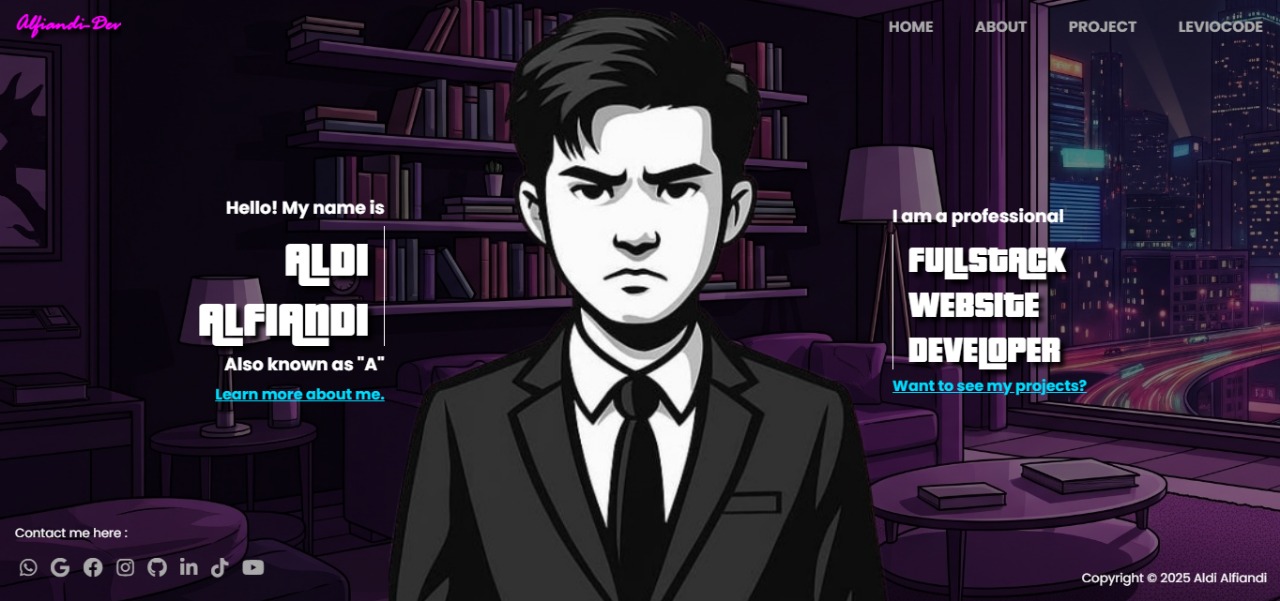 Alfiandi-Dev
HOME ABOUT PROJECT LEVIOCODE
Hello! My name is
ALDI
ALFIANDI
Also known as "A"
Learn more about me.
I am a professional
FULLSTACK
WEBSITE
DEVELOPER
Want to see my projects?
Contact me here :
Copyright © 2025 Aldi Alfiandi